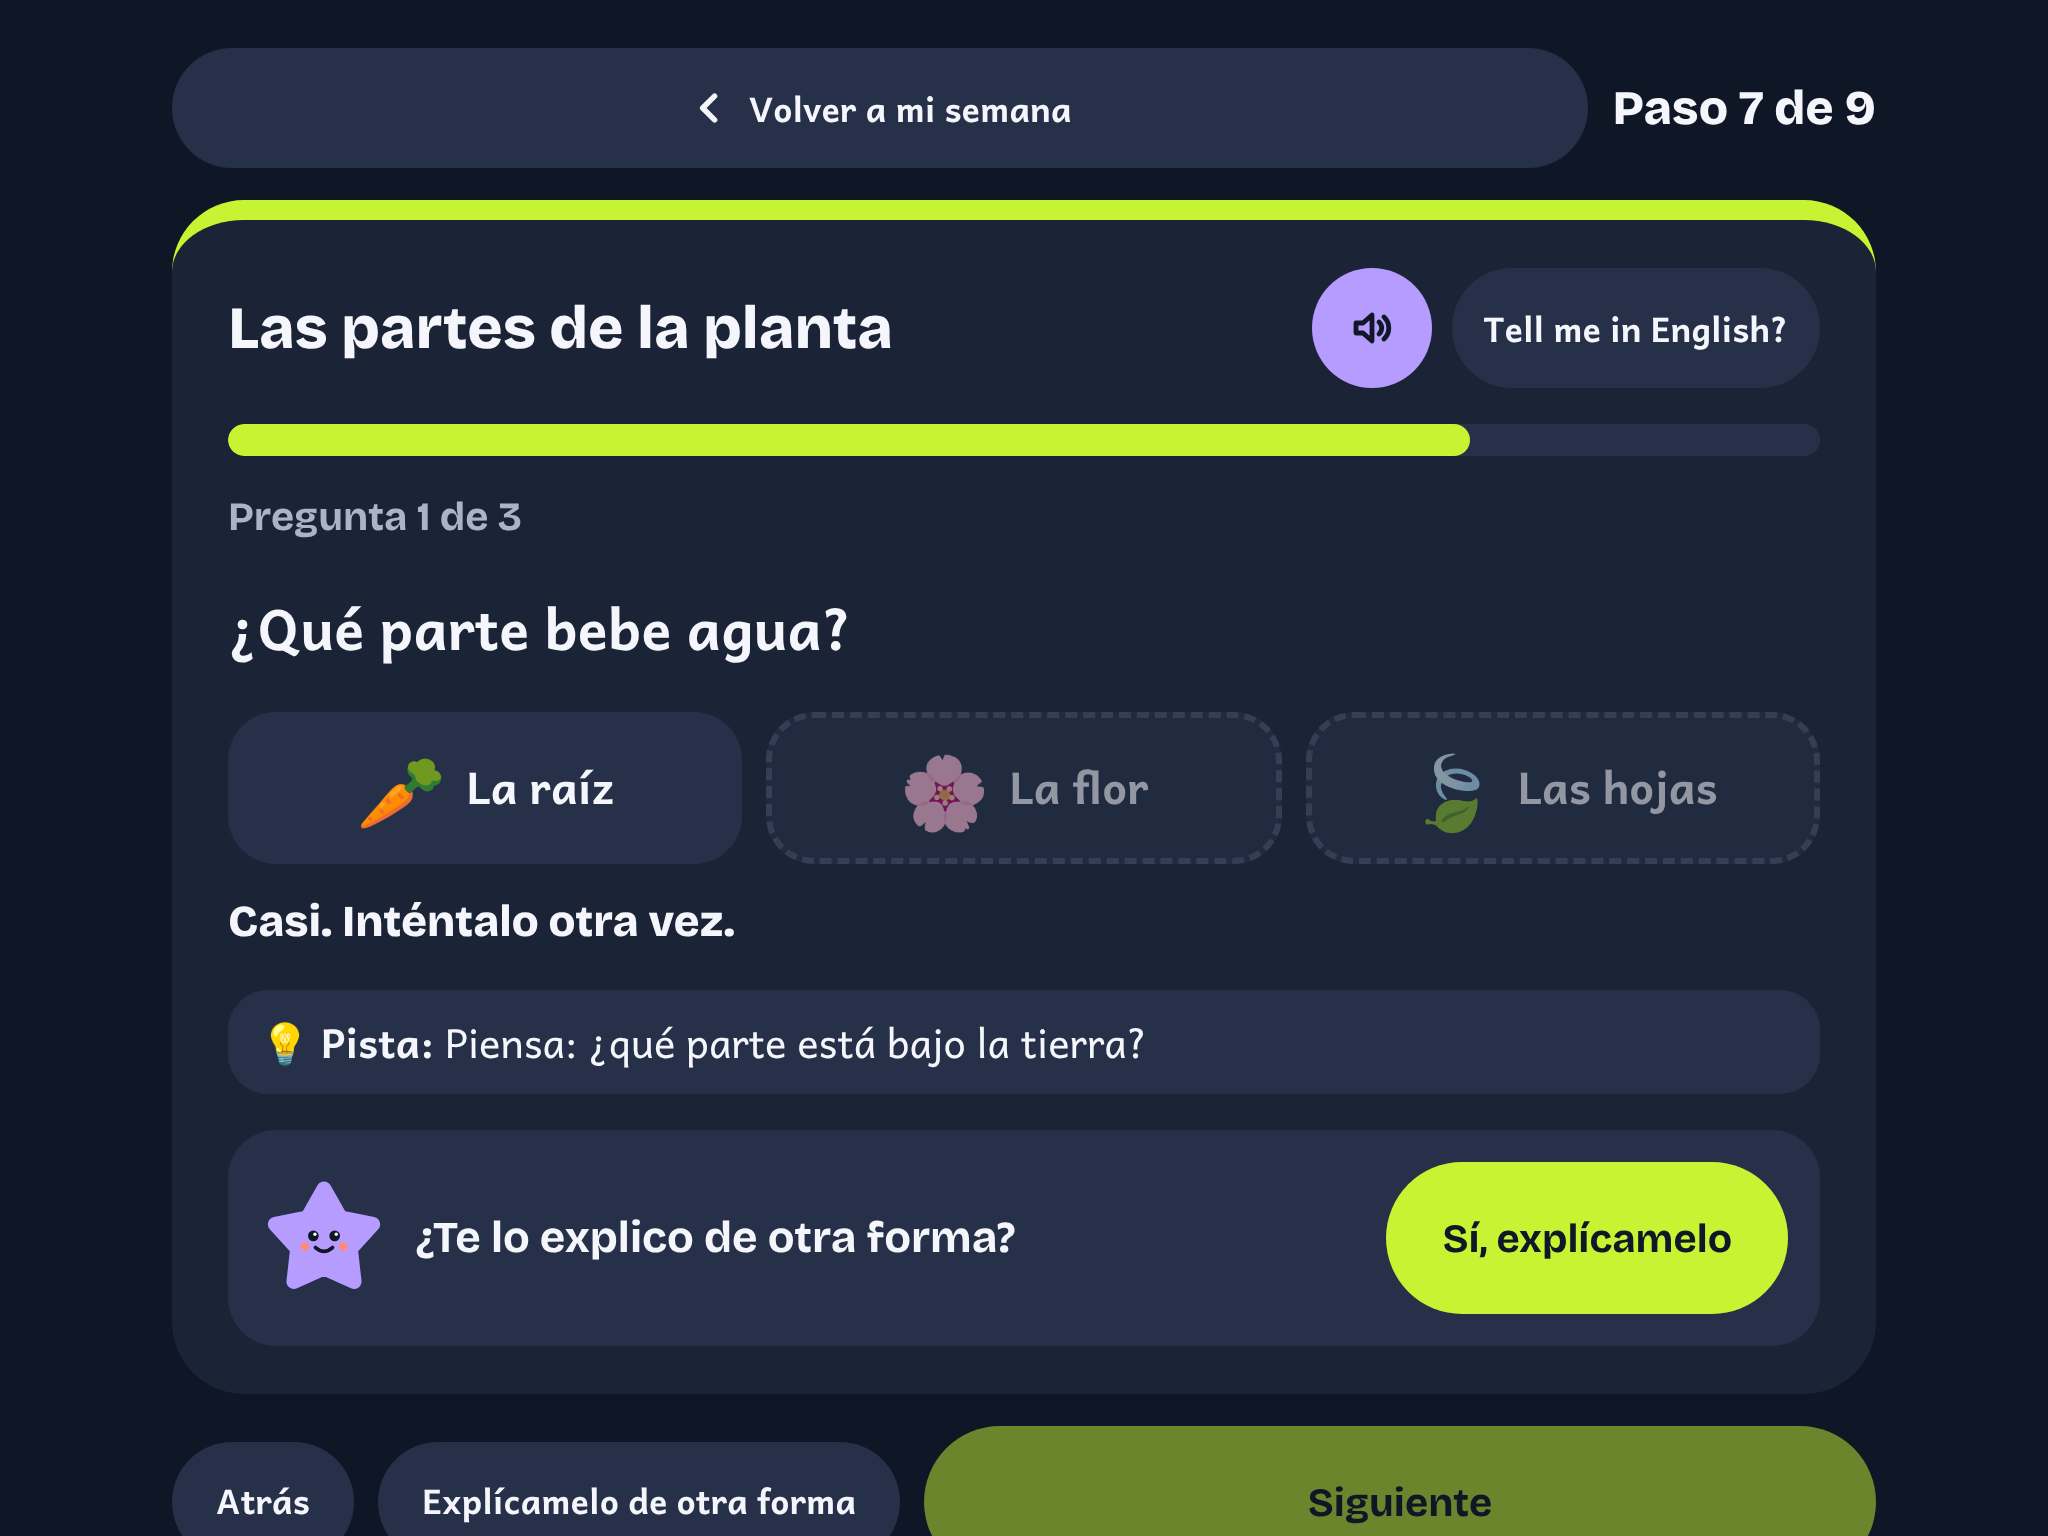 Volver a mi semana
Paso 7 de 9
Las partes de la planta
Tell me in English?
Pregunta 1 de 3
¿Qué parte bebe agua?
La raíz
La flor
Las hojas
Casi. Inténtalo otra vez.
Pista: Piensa: ¿qué parte está bajo la tierra?
¿Te lo explico de otra forma?
Sí, explícamelo
Atrás
Explícamelo de otra forma
Siguiente